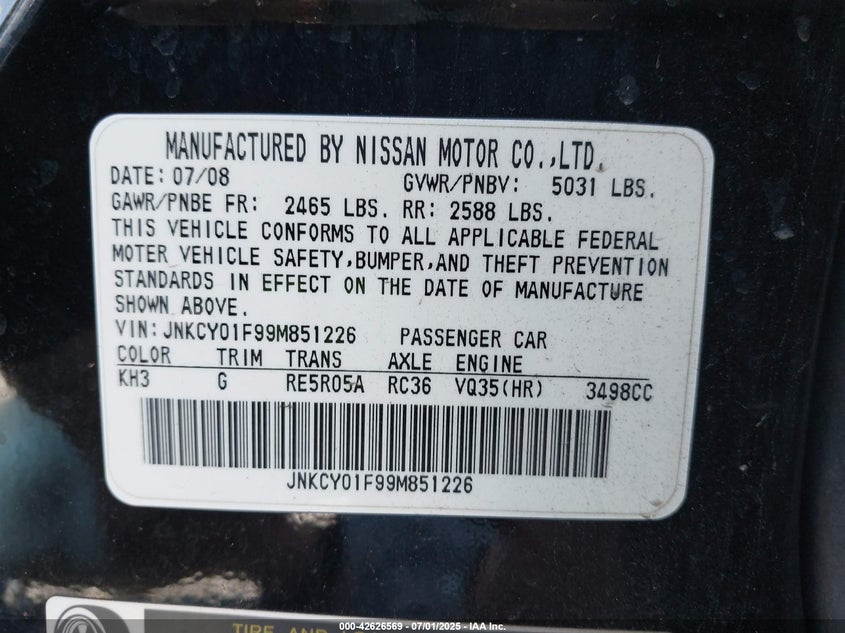 MANUFACTURED BY NISSAN MOTOR CO.,LTD.
DATE: 07/08 GVWR/PNBV: 5031 LBS.
GAWR/PNBE FR: 2465 LBS. RR: 2588 LBS.
THIS VEHICLE CONFORMS TO ALL APPLICABLE FEDERAL
MOTER VEHICLE SAFETY,BUMPER,AND THEFT PREVENTION
STANDARDS IN EFFECT ON THE DATE OF MANUFACTURE
SHOWN ABOVE.
VIN: JNKCY01F99M851226 PASSENGER CAR
COLOR TRIM TRANS AXLE ENGINE
KH3 G RE5R05A RC36 VQ35(HR) 3498CC
JNKCY01F99M851226
TIRE AND
000-42626569 - 07/01/2025 - IAA Inc.